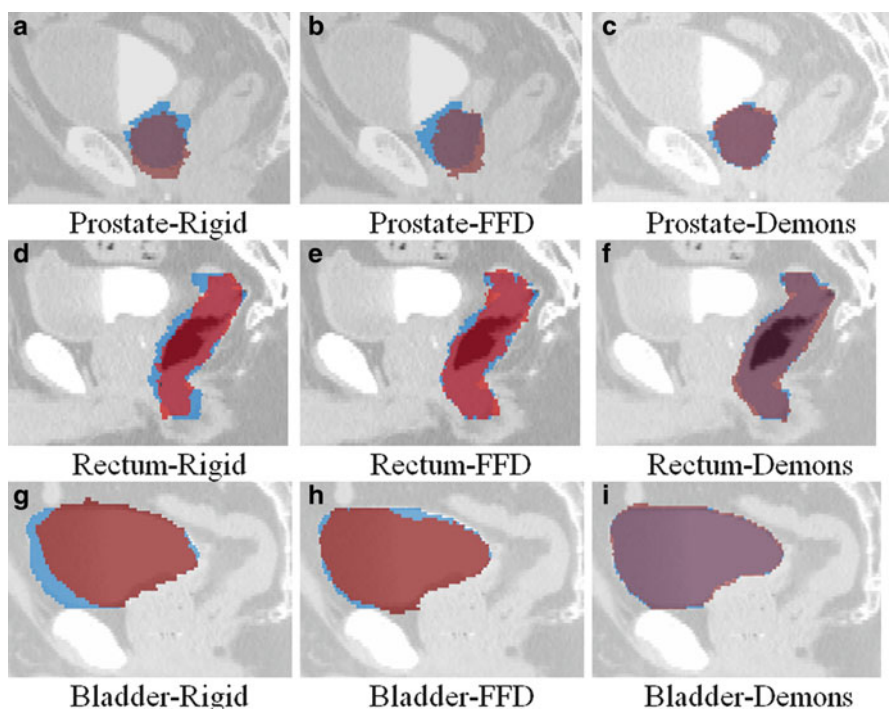 a b c
Prostate-Rigid Prostate-FFD Prostate-Demons
d e f
Rectum-Rigid Rectum-FFD Rectum-Demons
g h i
Bladder-Rigid Bladder-FFD Bladder-Demons